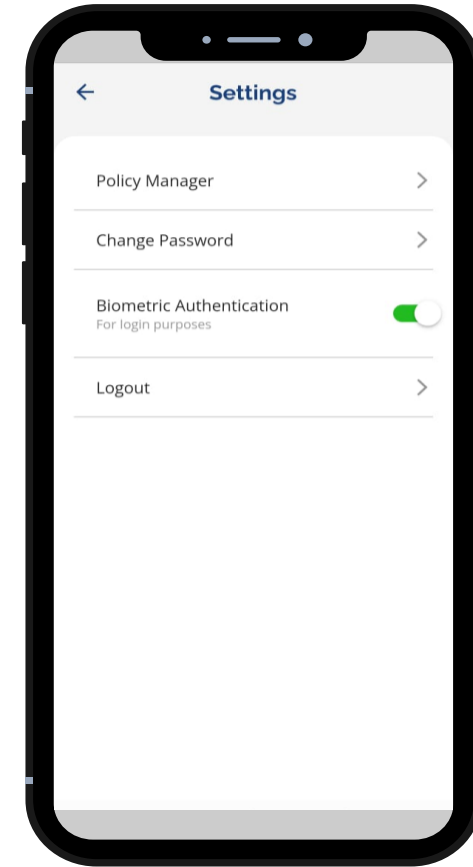 Settings
Policy Manager
Change Password
Biometric Authentication
For login purposes
Logout